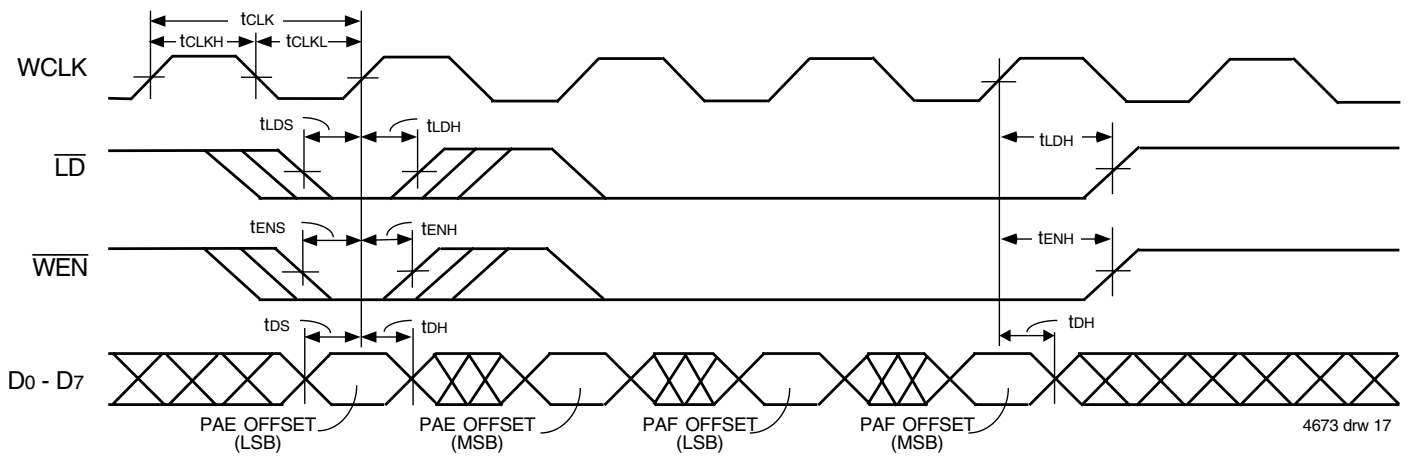 tCLK
tCLKH tCLKL
WCLK
tLDS tLDH tLDH
LD
tENS tENH tENH
WEN
tDS tDH tDH
D0 - D7
PAE OFFSET
(LSB)
PAE OFFSET
(MSB)
PAF OFFSET
(LSB)
PAF OFFSET
(MSB)
4673 drw 17